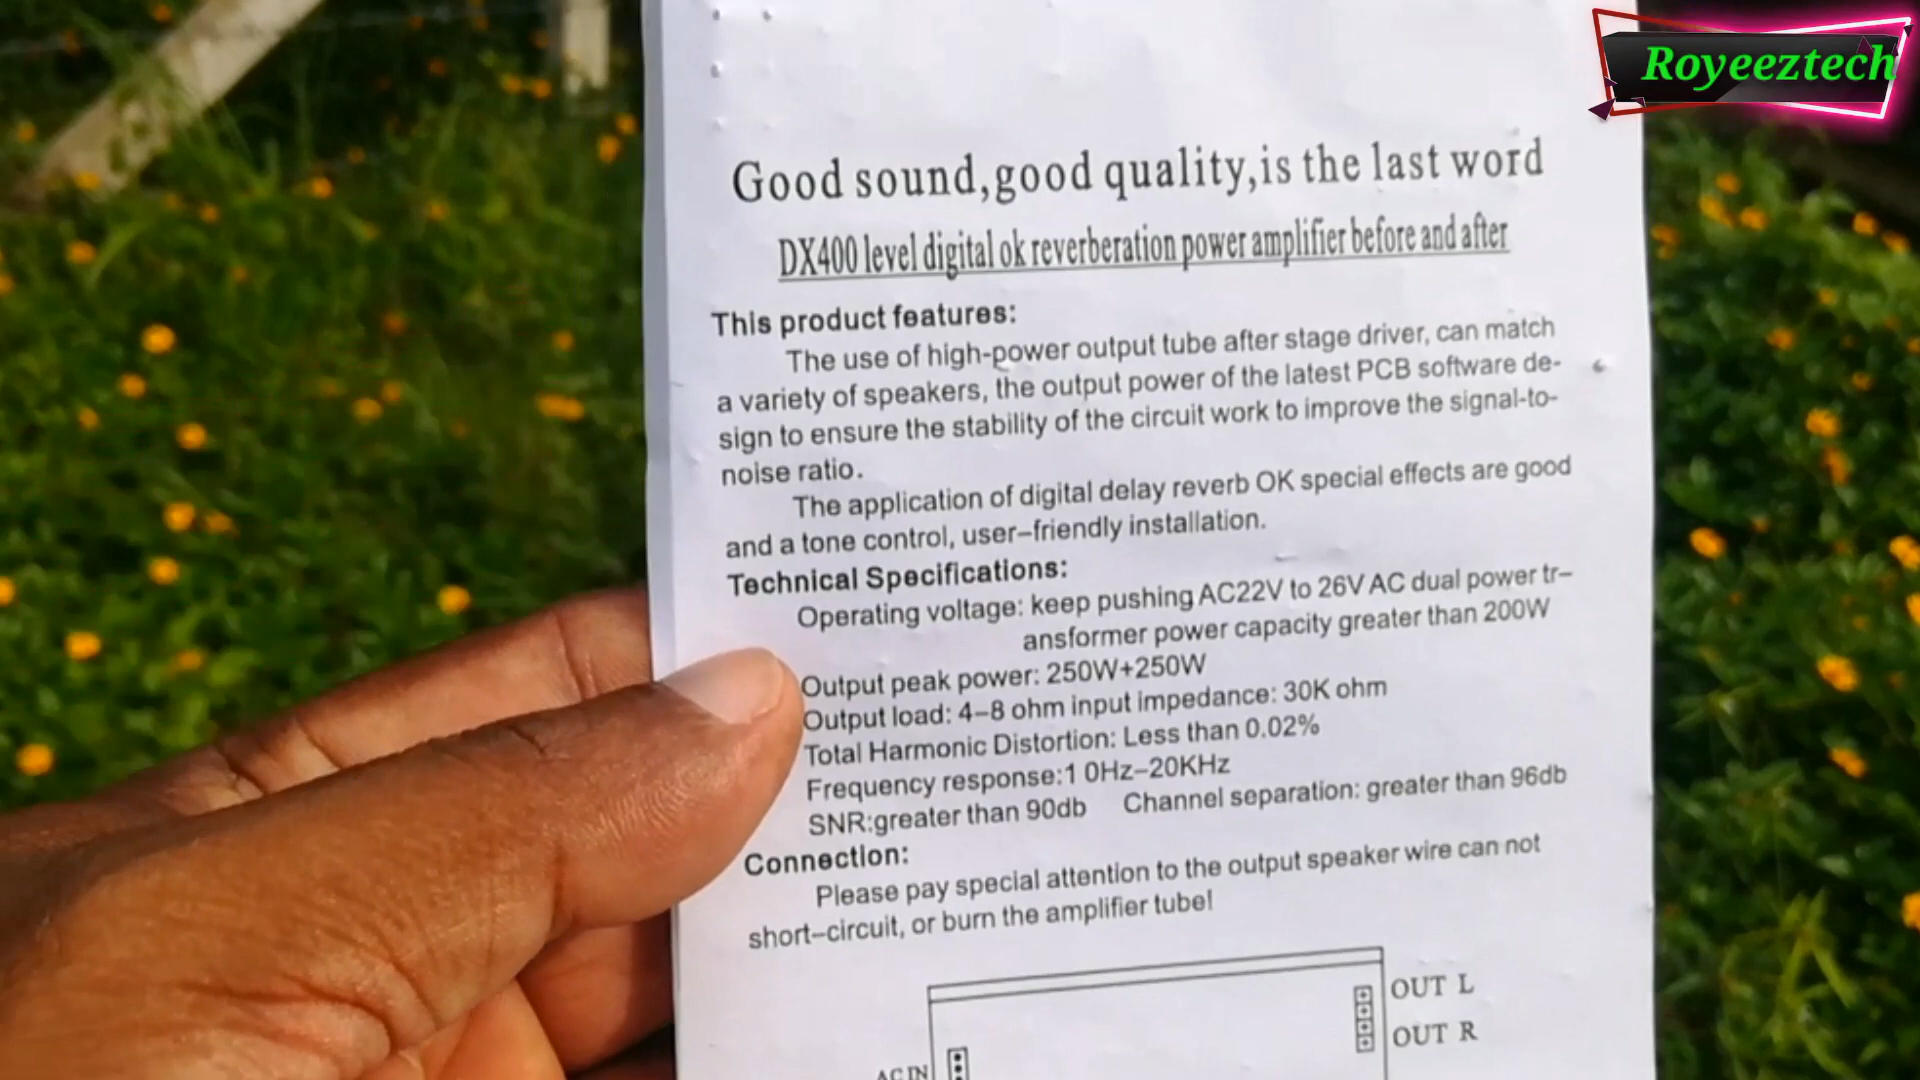 Royeeztech
Good sound,good quality,is the last word
DX400 level digital ok reverberation power amplifier before and after
This product features:
The use of high-power output tube after stage driver, can match
a variety of speakers, the output power of the latest PCB software de-
sign to ensure the stability of the circuit work to improve the signal-to-
noise ratio.
The application of digital delay reverb OK special effects are good
and a tone control, user-friendly installation.
Technical Specifications:
Operating voltage: keep pushing AC22V to 26V AC dual power tr-
ansformer power capacity greater than 200W
Output peak power: 250W+250W
Output load: 4-8 ohm input impedance: 30K ohm
Total Harmonic Distortion: Less than 0.02%
Frequency response:1 0Hz-20KHz
SNR:greater than 90db Channel separation: greater than 96db
Connection:
Please pay special attention to the output speaker wire can not
short-circuit, or burn the amplifier tube!
OUT L
OUT R
AC IN